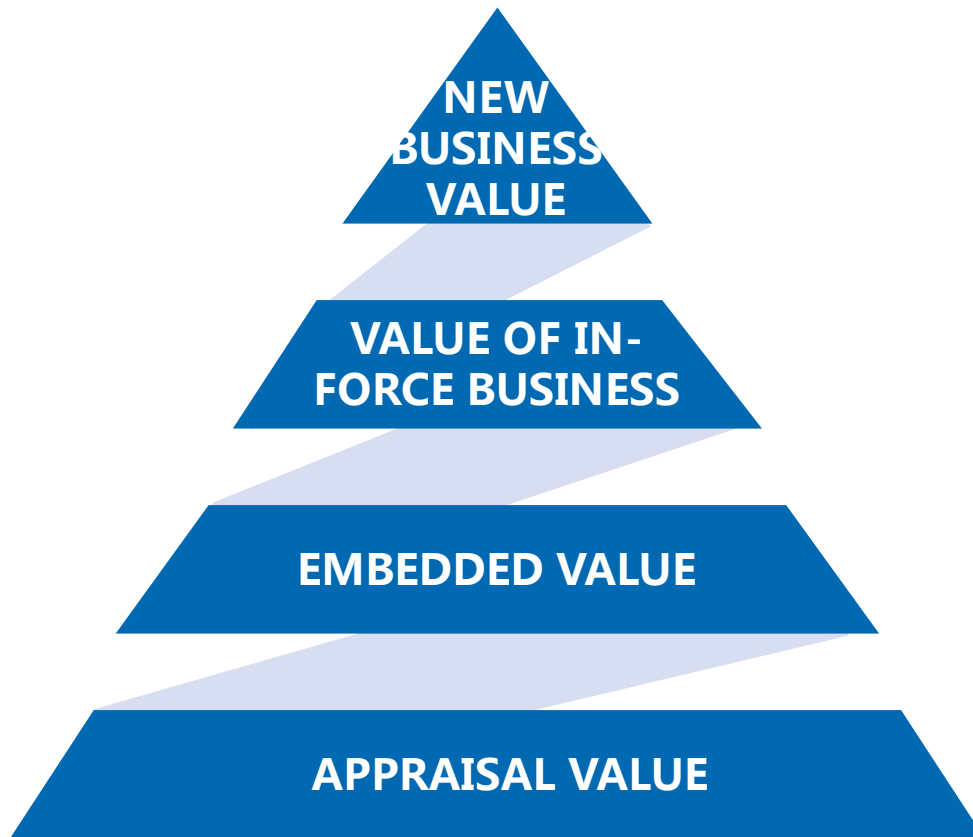 NEW
BUSINESS
VALUE
VALUE OF IN-
FORCE BUSINESS
EMBEDDED VALUE
APPRAISAL VALUE